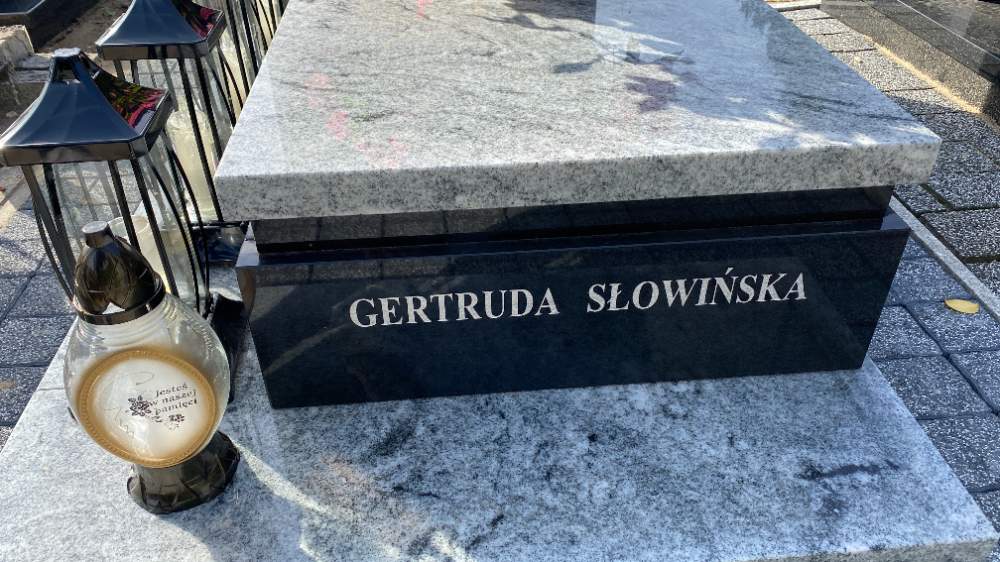 GERTRUDA SŁOWIŃSKA
Jesteś
w naszej
pamięci